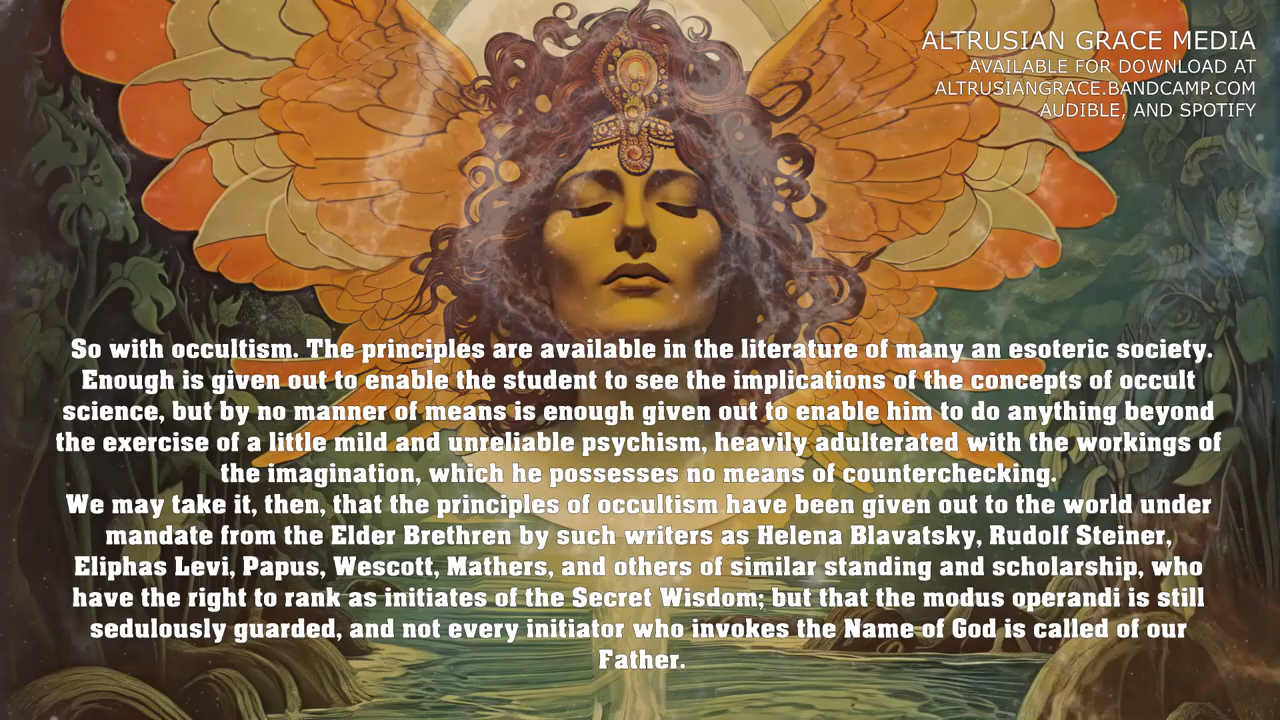 ALTRUSIAN GRACE MEDIA
AVAILABLE FOR DOWNLOAD AT
ALTRUSIANGRACE.BANDCAMP.COM
AUDIBLE, AND SPOTIFY
So with occultism. The principles are available in the literature of many an esoteric society.
Enough is given out to enable the student to see the implications of the concepts of occult
science, but by no manner of means is enough given out to enable him to do anything beyond
the exercise of a little mild and unreliable psychism, heavily adulterated with the workings of
the imagination, which he possesses no means of counterchecking.
We may take it, then, that the principles of occultism have been given out to the world under
mandate from the Elder Brethren by such writers as Helena Blavatsky, Rudolf Steiner,
Eliphas Levi, Papus, Wescott, Mathers, and others of similar standing and scholarship, who
have the right to rank as initiates of the Secret Wisdom; but that the modus operandi is still
sedulously guarded, and not every initiator who invokes the Name of God is called of our
Father.